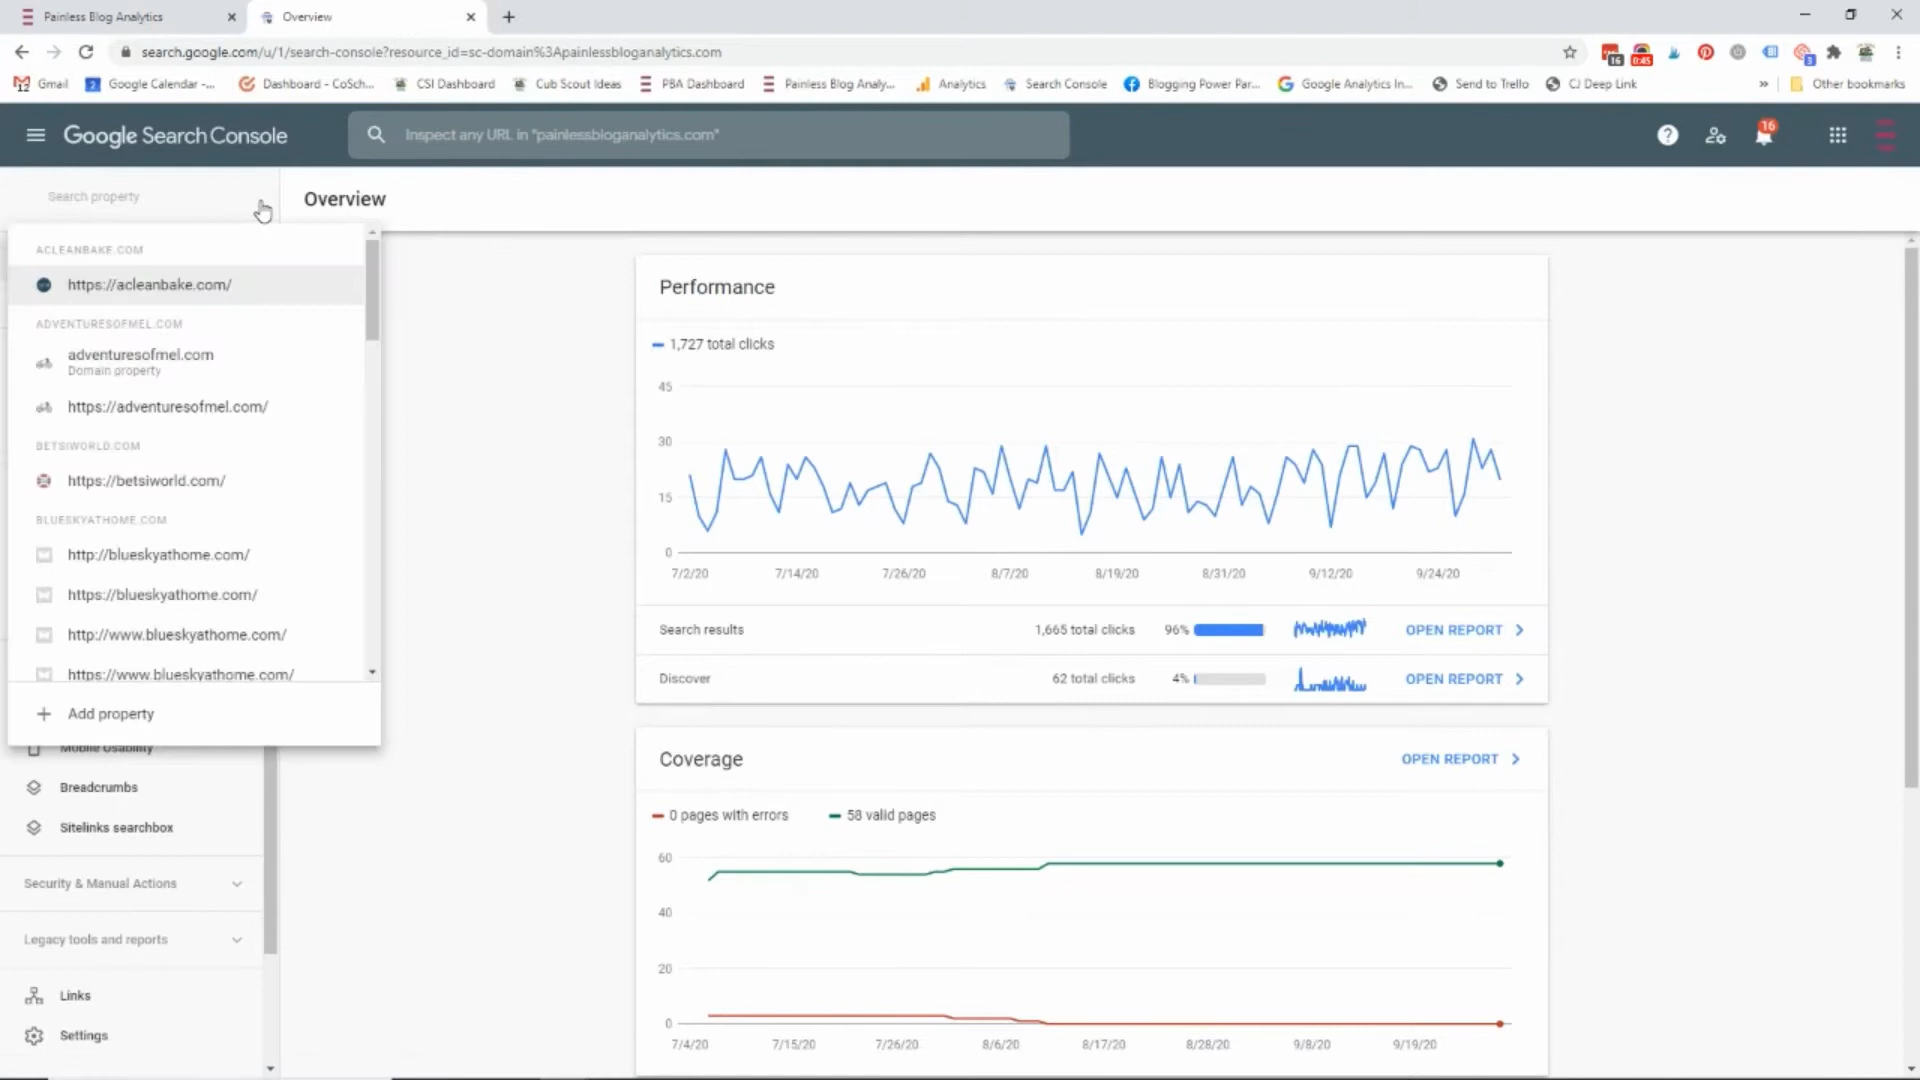 Painless Blog Analytics
Overview
search.google.com/u/1/search-console?resource_id=sc-domain%3Apainlessbloganalytics.com
16
0:45
3
Gmail
Google Calendar -...
Dashboard - CoSch...
CSI Dashboard
Cub Scout Ideas
PBA Dashboard
Painless Blog Analy...
Analytics
Search Console
Blogging Power Par...
Google Analytics In...
Send to Trello
CJ Deep Link
»
Other bookmarks
Google Search Console
Inspect any URL in "painlessbloganalytics.com"
16
Search property
Overview
ACLEANBAKE.COM
https://acleanbake.com/
ADVENTURESOFMEL.COM
adventuresofmel.com
Domain property
https://adventuresofmel.com/
BETSIWORLD.COM
https://betsiworld.com/
BLUESKYATHOME.COM
http://blueskyathome.com/
https://blueskyathome.com/
http://www.blueskyathome.com/
https://www.blueskyathome.com/
Add property
Mobile Usability
Breadcrumbs
Sitelinks searchbox
Security & Manual Actions
Legacy tools and reports
Links
Settings
Performance
1,727 total clicks
45
30
15
0
7/2/20 7/14/20 7/26/20 8/7/20 8/19/20 8/31/20 9/12/20 9/24/20
Search results 1,665 total clicks 96% OPEN REPORT
Discover 62 total clicks 4% OPEN REPORT
Coverage OPEN REPORT
0 pages with errors 58 valid pages
60
40
20
0
7/4/20 7/15/20 7/26/20 8/6/20 8/17/20 8/28/20 9/8/20 9/19/20